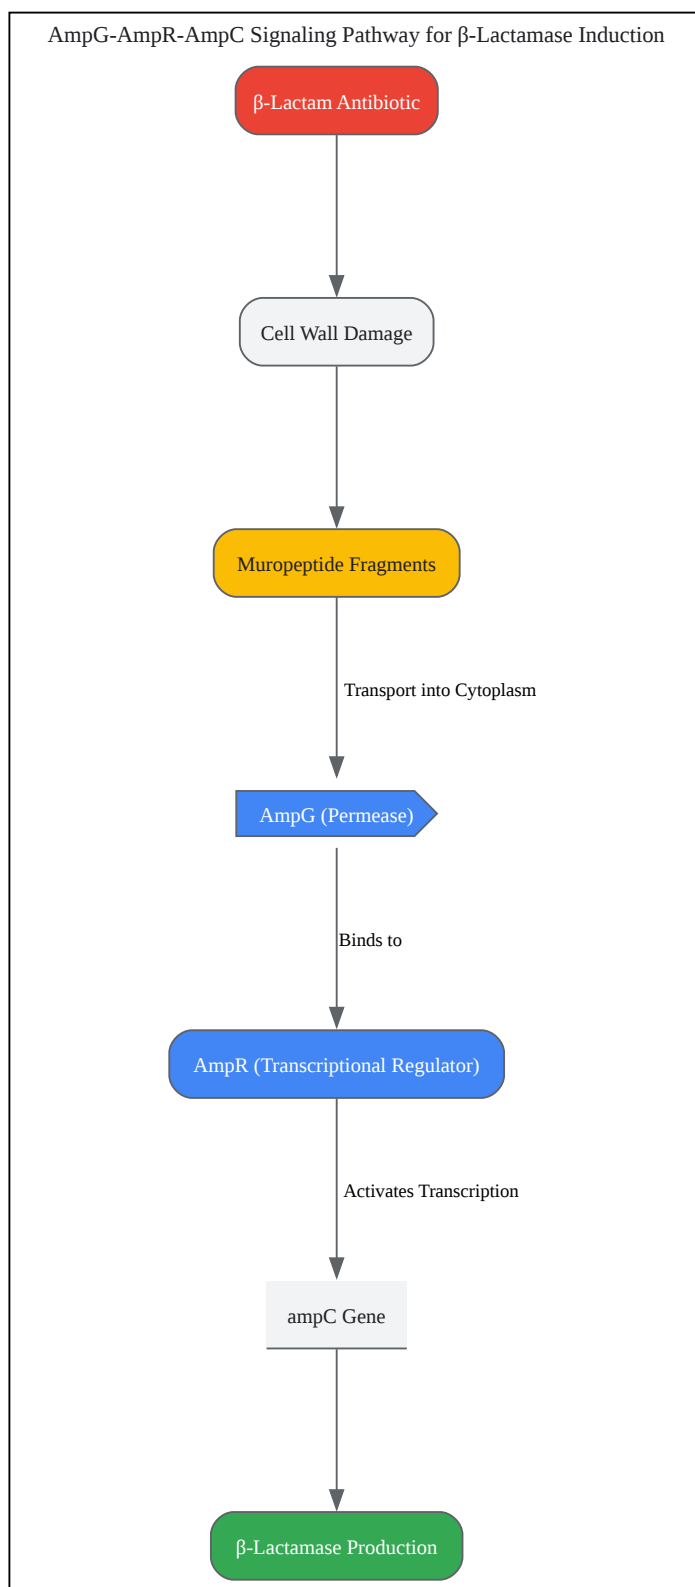 AmpG-AmpR-AmpC Signaling Pathway for β-Lactamase Induction
β-Lactam Antibiotic
Cell Wall Damage
Muropeptide Fragments
Transport into Cytoplasm
AmpG (Permease)
Binds to
AmpR (Transcriptional Regulator)
Activates Transcription
ampC Gene
β-Lactamase Production